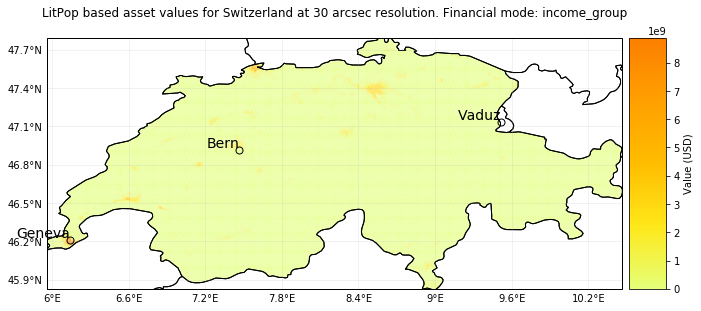 LitPop based asset values for Switzerland at 30 arcsec resolution. Financial mode: income_group
1e9
47.7°N
47.4°N
47.1°N
46.8°N
46.5°N
46.2°N
45.9°N
Vaduz
Bern
Geneva
8
7
6
5
4
3
2
1
0
Value (USD)
6°E
6.6°E
7.2°E
7.8°E
8.4°E
9°E
9.6°E
10.2°E